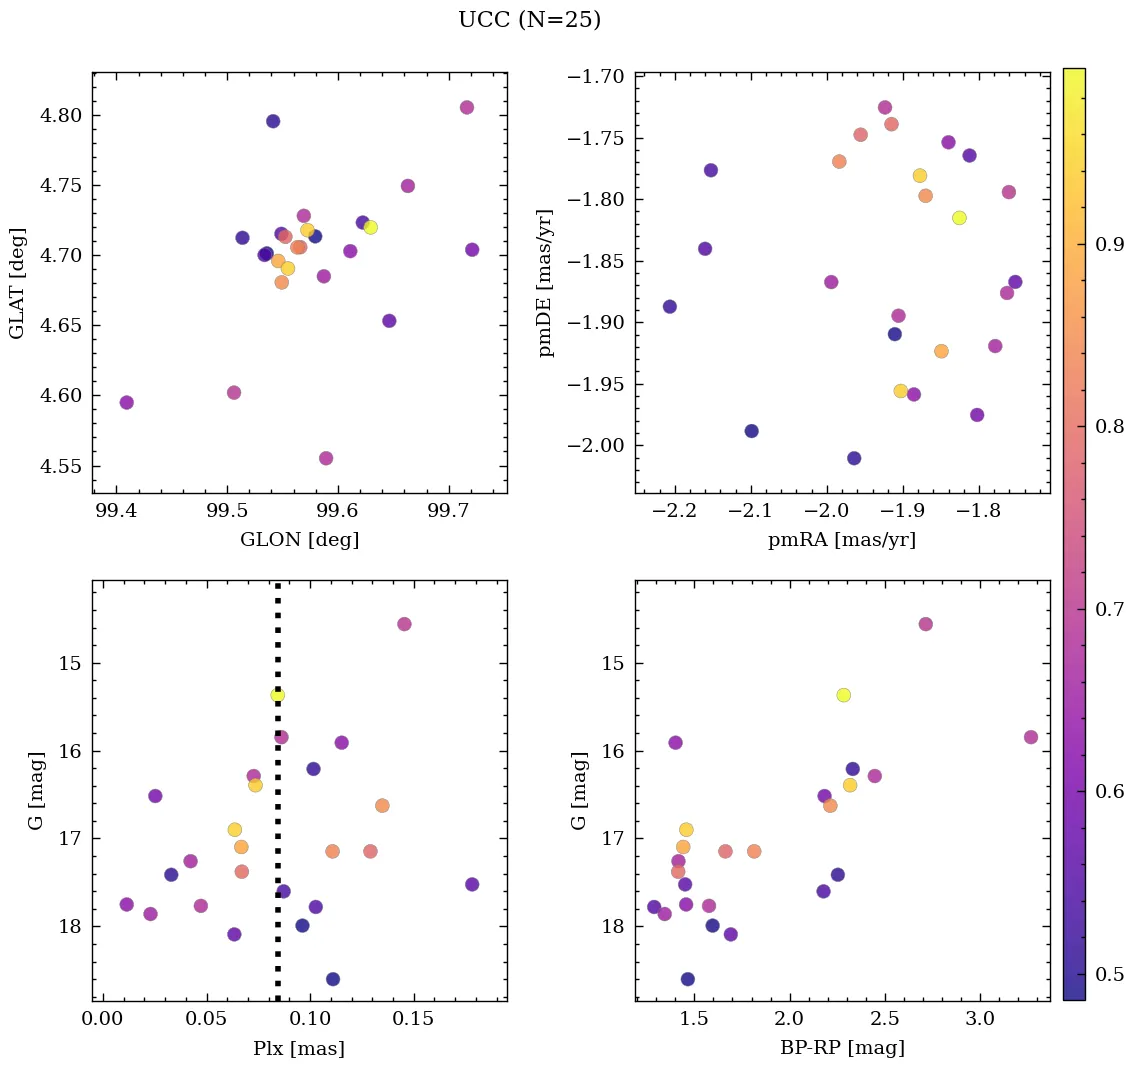 UCC (N=25)
4.80
4.75
4.70
4.65
4.60
4.55
GLAT [deg]
99.4 99.5 99.6 99.7
GLON [deg]
−1.70
−1.75
−1.80
−1.85
−1.90
−1.95
−2.00
pmDE [mas/yr]
−2.2 −2.1 −2.0 −1.9 −1.8
pmRA [mas/yr]
15
16
17
18
G [mag]
0.00 0.05 0.10 0.15
Plx [mas]
15
16
17
18
G [mag]
1.5 2.0 2.5 3.0
BP-RP [mag]
0.9
0.8
0.7
0.6
0.5